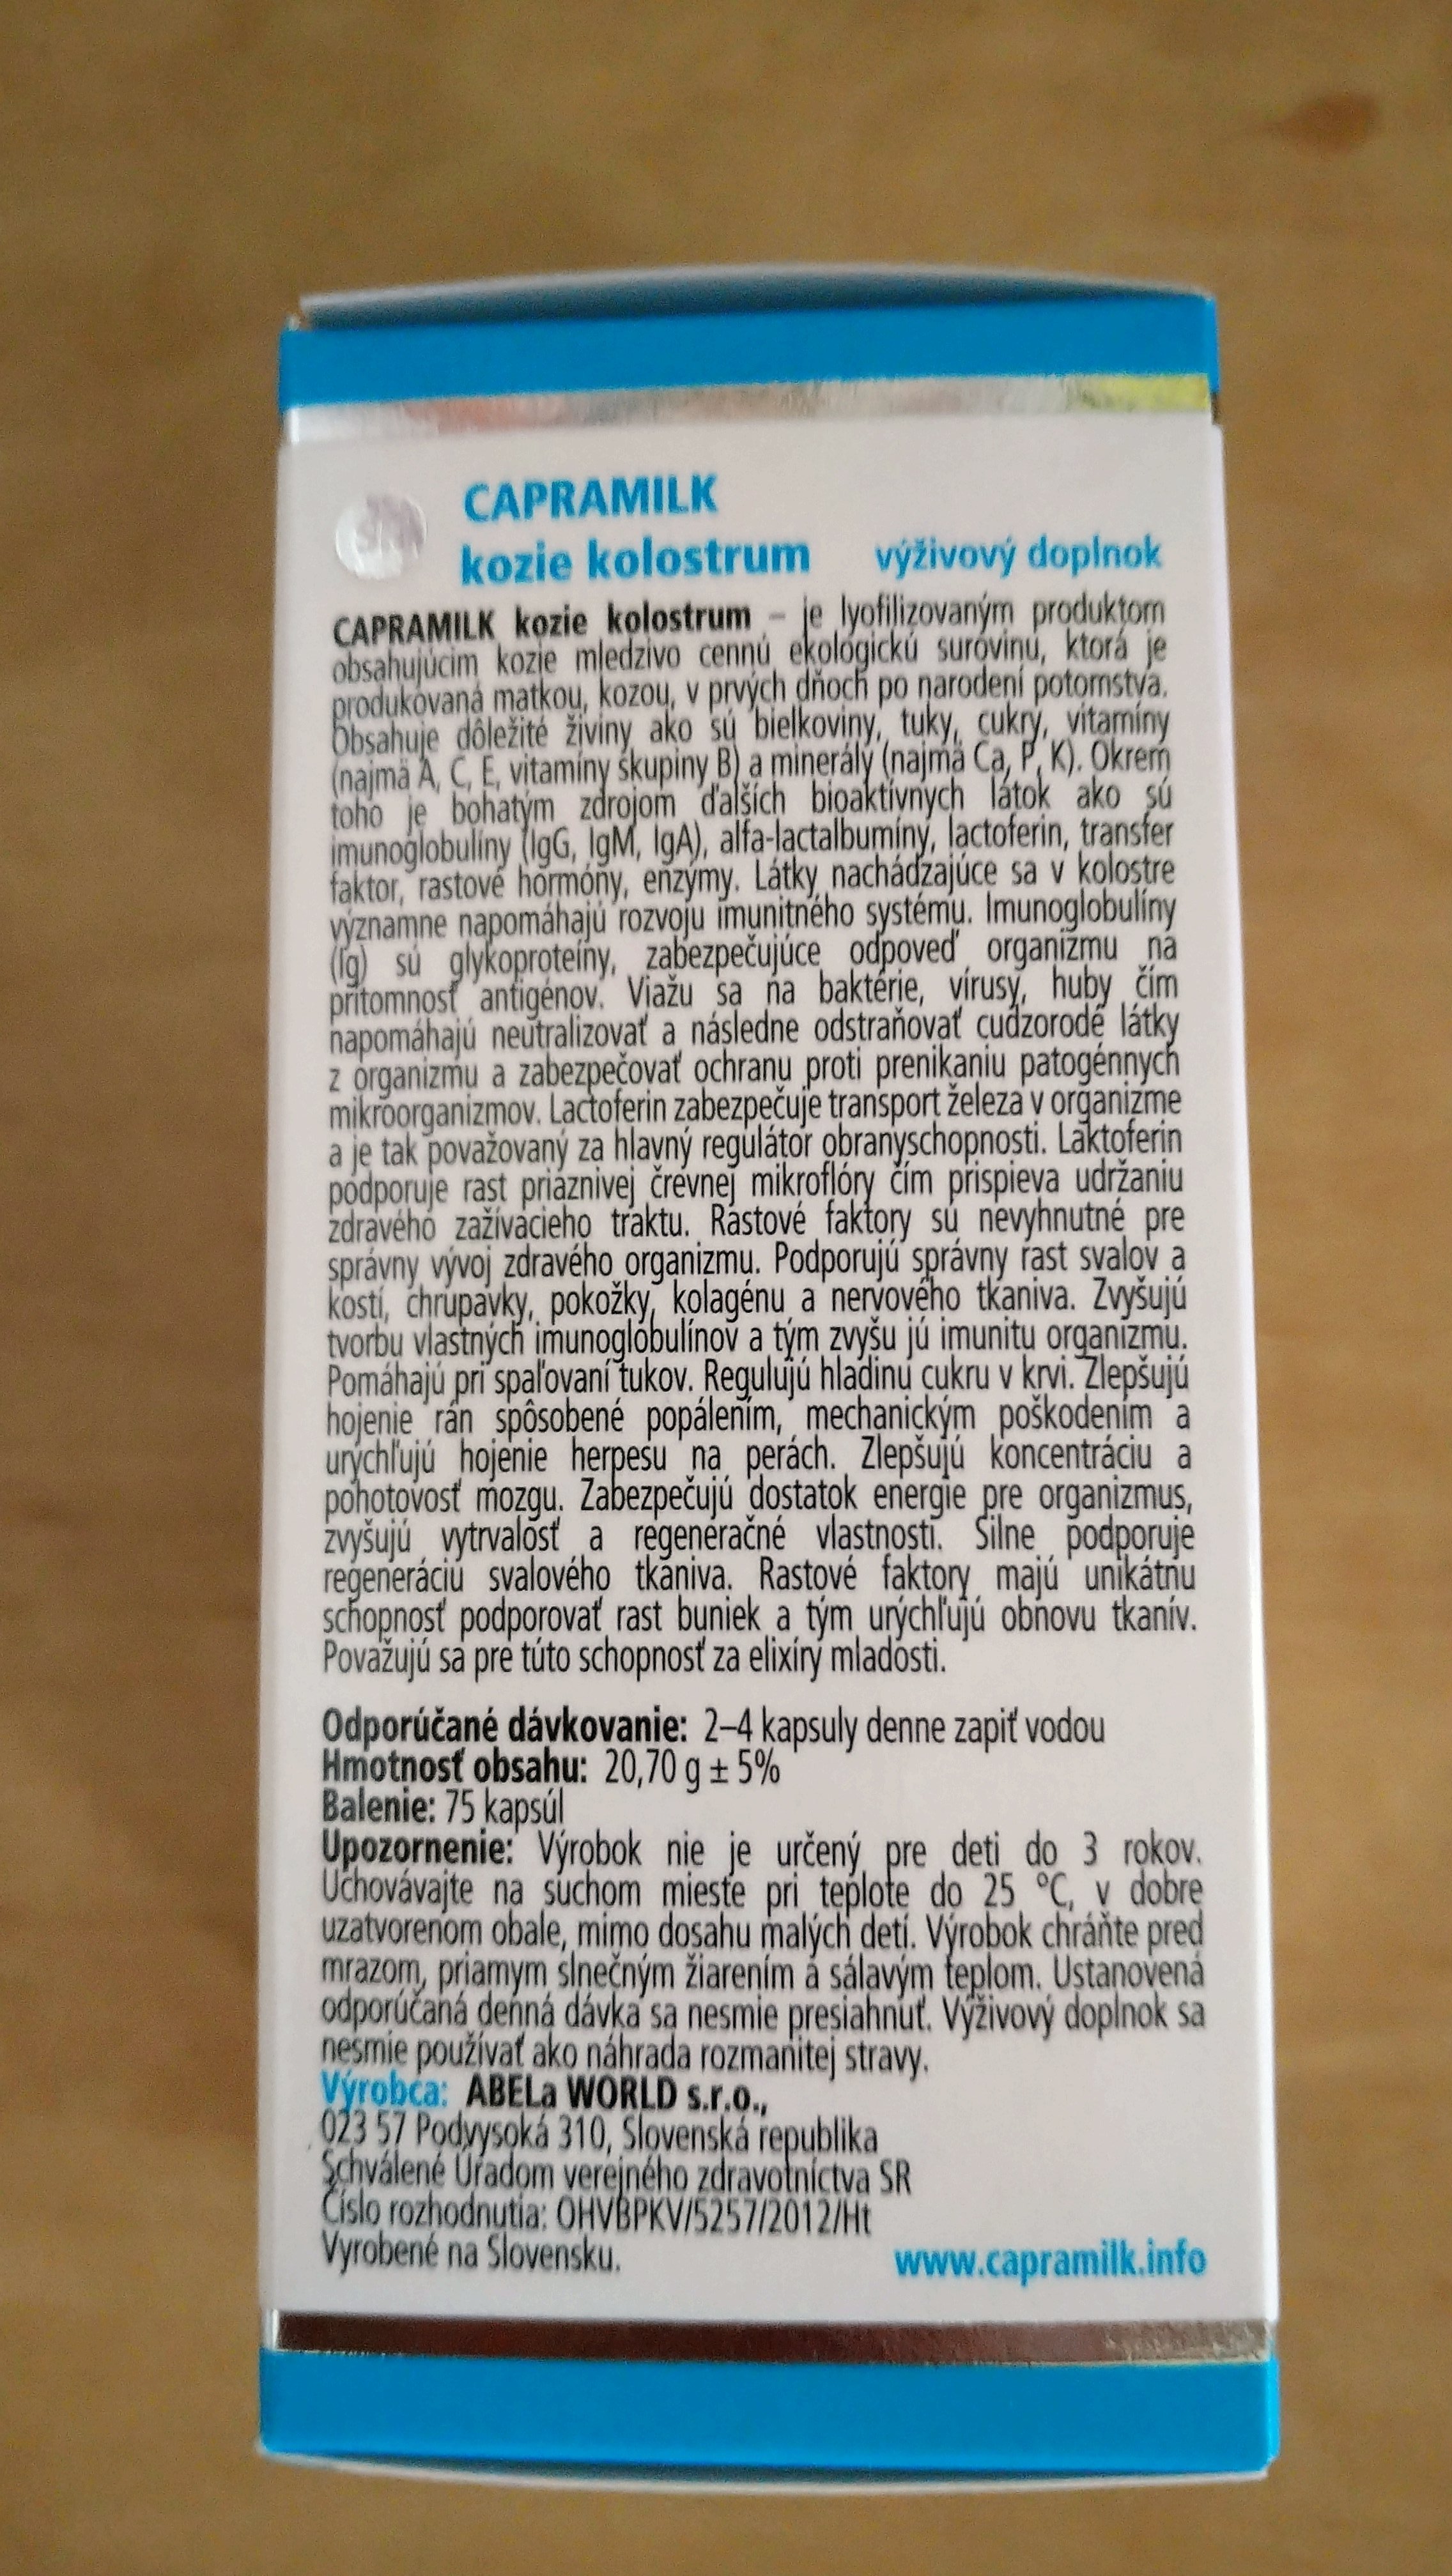 CAPRAMILK
kozie kolostrum výživový doplnok
CAPRAMILK kozie kolostrum – je lyofilizovaným produktom
obsahujúcim kozie mledzivo cennú ekologickú surovinu, ktorá je
produkovaná matkou, kozou, v prvých dňoch po narodení potomstva.
Obsahuje dôležité živiny ako sú bielkoviny, tuky, cukry, vitamíny
(najmä A, C, E, vitamíny skupiny B) a minerály (najmä Ca, P, K). Okrem
toho je bohatým zdrojom ďalších bioaktívnych látok ako sú
imunoglobulíny (IgG, IgM, IgA), alfa-lactalbumíny, lactoferin, transfer
faktor, rastové hormóny, enzýmy. Látky nachádzajúce sa v kolostre
významne napomáhajú rozvoju imunitného systému. Imunoglobulíny
(Ig) sú glykoproteíny, zabezpečujúce odpoveď organizmu na
prítomnosť antigénov. Viažu sa na baktérie, vírusy, huby čím
napomáhajú neutralizovať a následne odstraňovať cudzorodé látky
z organizmu a zabezpečovať ochranu proti prenikaniu patogénnych
mikroorganizmov. Lactoferin zabezpečuje transport železa v organizme
a je tak považovaný za hlavný regulátor obranyschopnosti. Laktoferin
podporuje rast priaznivej črevnej mikroflóry čím prispieva udržaniu
zdravého zažívacieho traktu. Rastové faktory sú nevyhnutné pre
správny vývoj zdravého organizmu. Podporujú správny rast svalov a
kostí, chrupavky, pokožky, kolagénu a nervového tkaniva. Zvyšujú
tvorbu vlastných imunoglobulínov a tým zvyšu jú imunitu organizmu.
Pomáhajú pri spaľovaní tukov. Regulujú hladinu cukru v krvi. Zlepšujú
hojenie rán spôsobené popálením, mechanickým poškodením a
urýchľujú hojenie herpesu na perách. Zlepšujú koncentráciu a
pohotovosť mozgu. Zabezpečujú dostatok energie pre organizmus,
zvyšujú vytrvalosť a regeneračné vlastnosti. Silne podporuje
regeneráciu svalového tkaniva. Rastové faktory majú unikátnu
schopnosť podporovať rast buniek a tým urýchľujú obnovu tkanív.
Považujú sa pre túto schopnosť za elixíry mladosti.
Odporúčané dávkovanie: 2–4 kapsuly denne zapiť vodou
Hmotnosť obsahu: 20,70 g ± 5%
Balenie: 75 kapsúl
Upozornenie: Výrobok nie je určený pre deti do 3 rokov.
Uchovávajte na suchom mieste pri teplote do 25 °C, v dobre
uzatvorenom obale, mimo dosahu malých detí. Výrobok chráňte pred
mrazom, priamym slnečným žiarením a sálavým teplom. Ustanovená
odporúčaná denná dávka sa nesmie presiahnuť. Výživový doplnok sa
nesmie používať ako náhrada rozmanitej stravy.
Výrobca: ABELa WORLD s.r.o.,
023 57 Podvysoká 310, Slovenská republika
Schválené Úradom verejného zdravotníctva SR
Číslo rozhodnutia: OHVBPKV/5257/2012/Ht
Vyrobené na Slovensku. www.capramilk.info